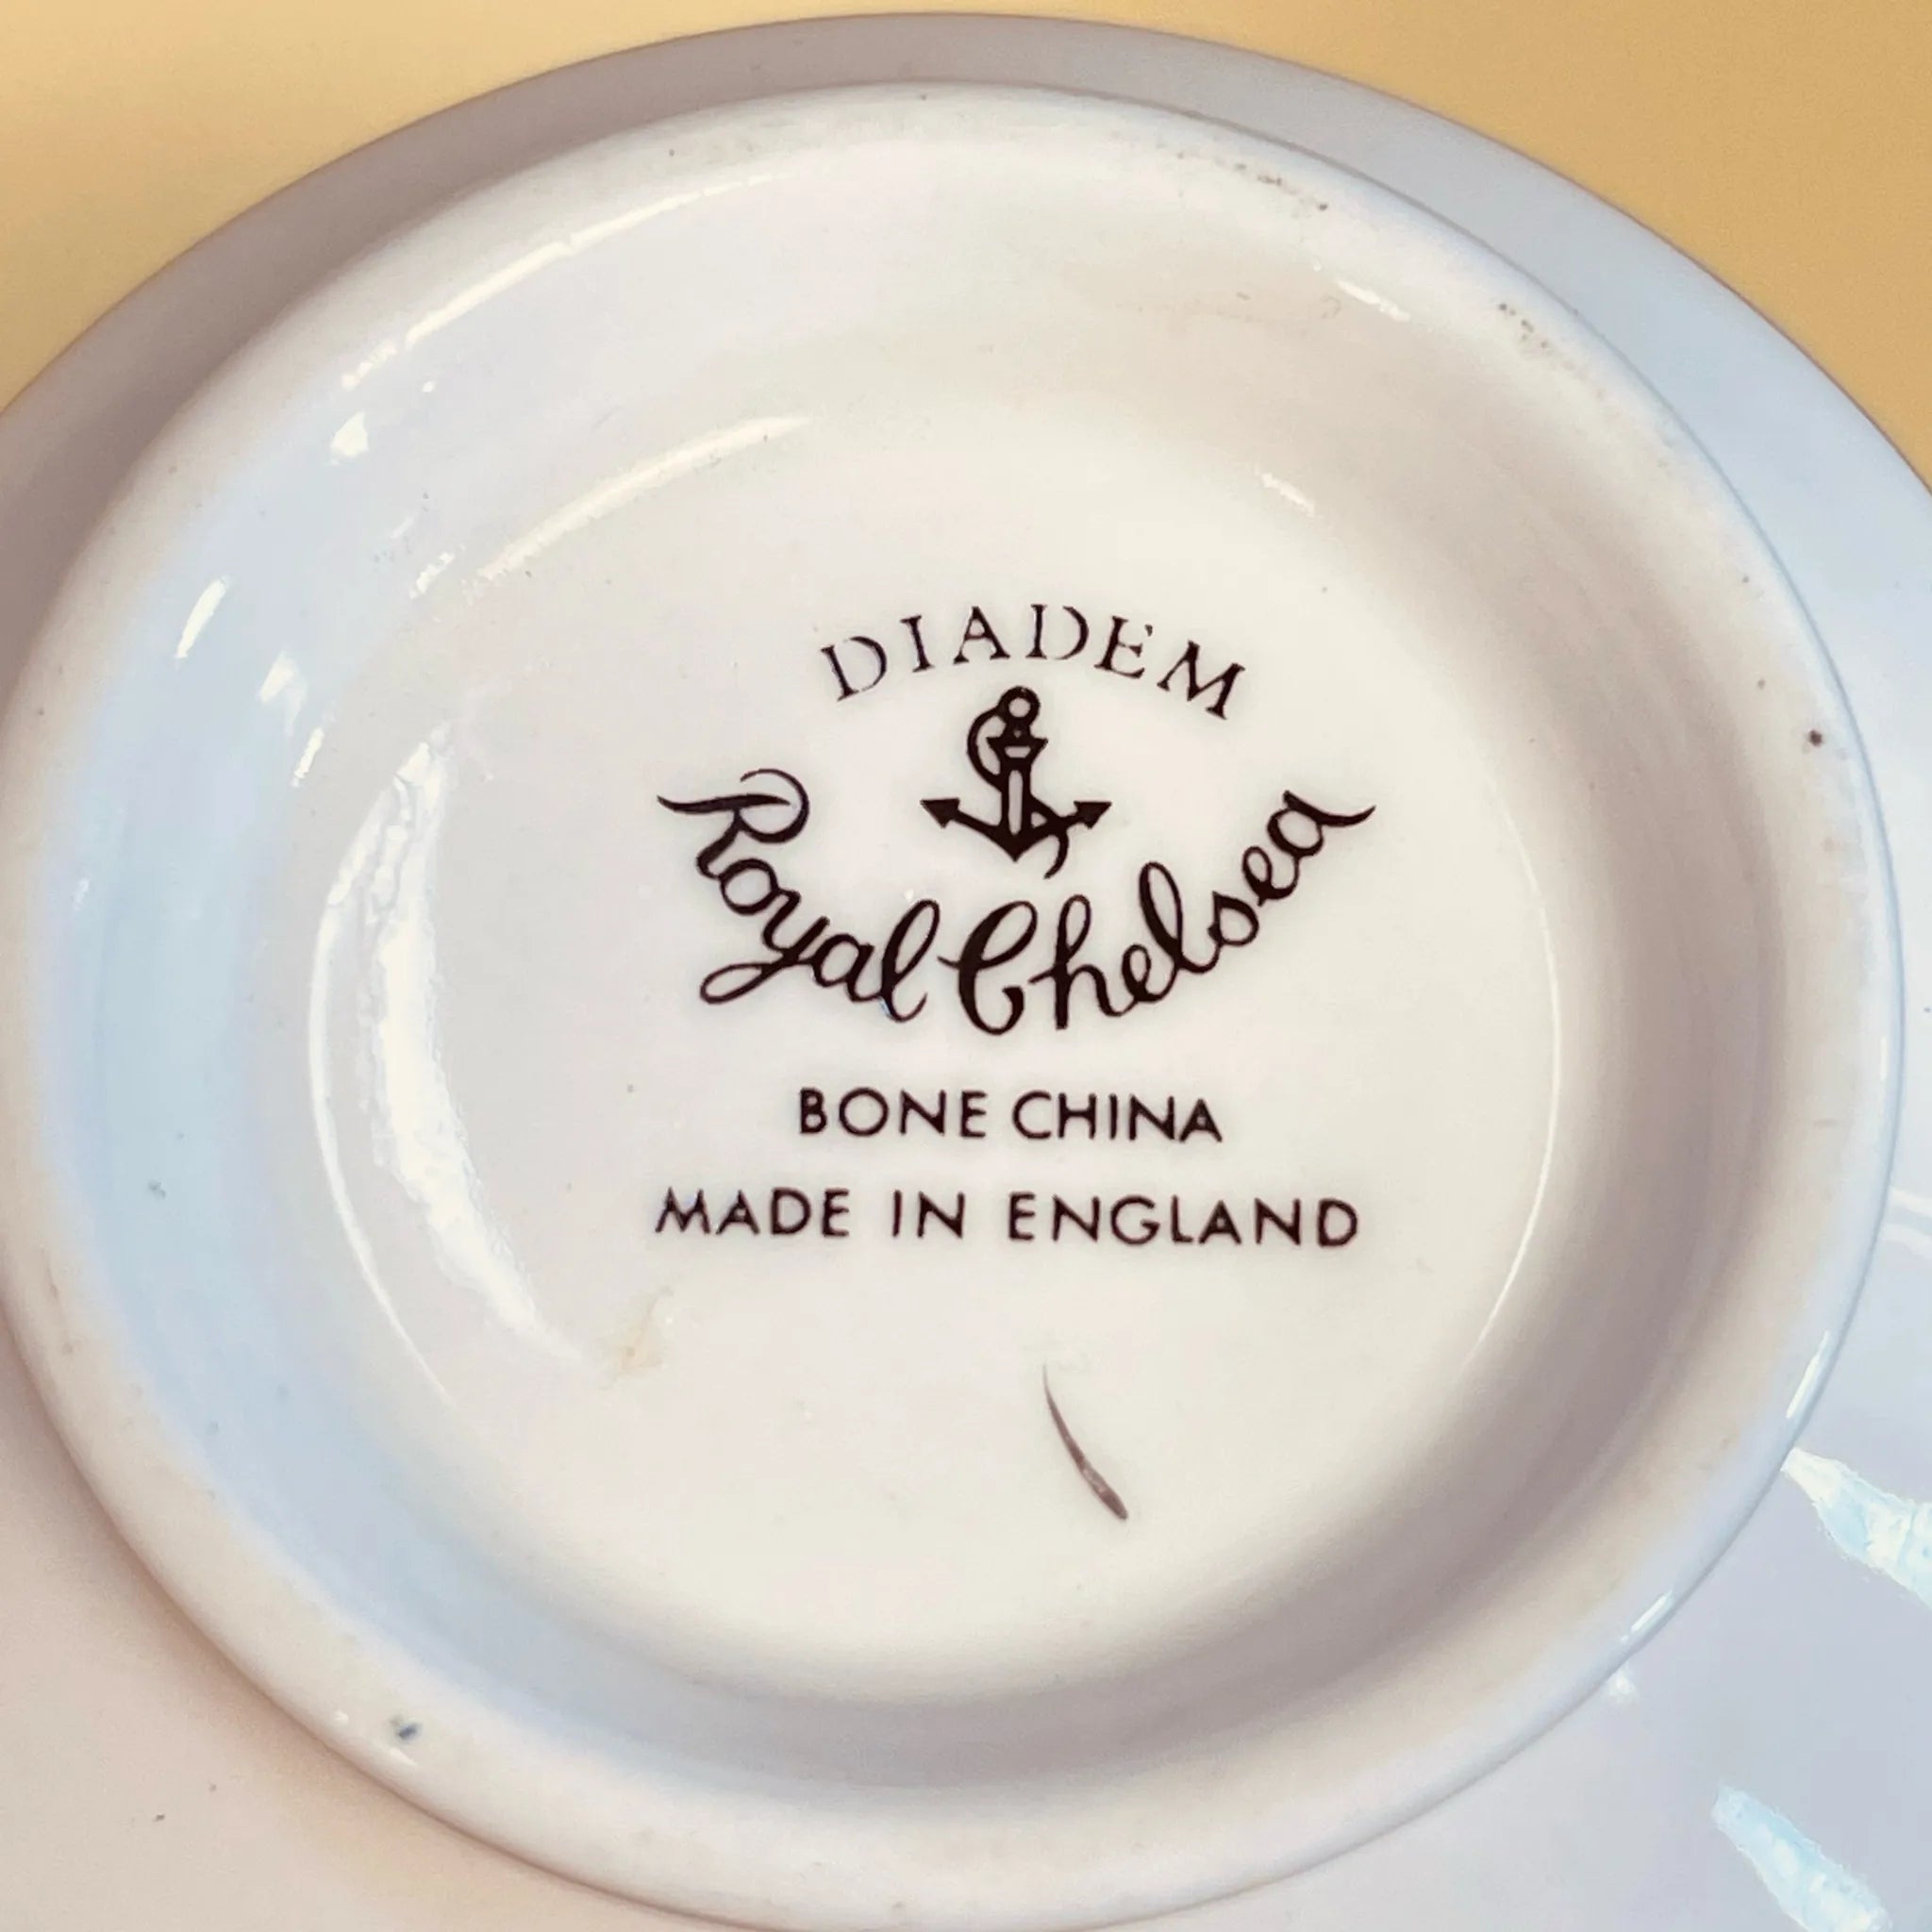 DIADEM
Royal Chelsea
BONE CHINA
MADE IN ENGLAND